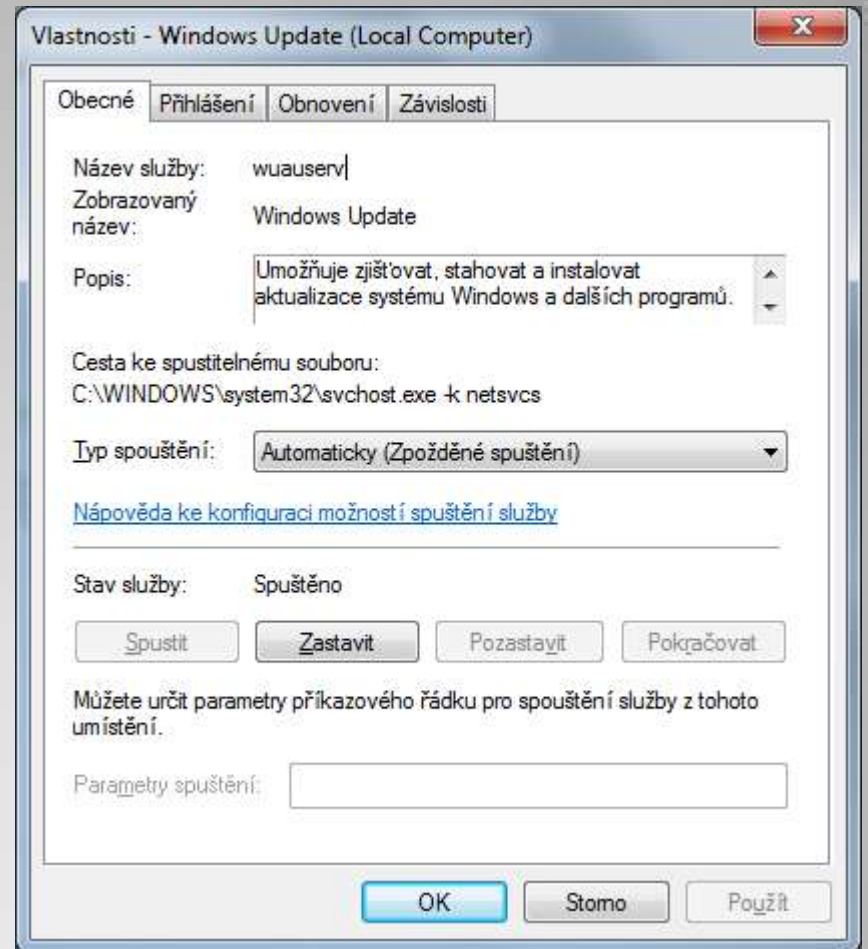 Vlastnosti - Windows Update (Local Computer)
Obecné Přihlášení Obnovení Závislosti
Název služby: wuauserv
Zobrazovaný
název: Windows Update
Popis: Umožňuje zjišťovat, stahovat a instalovat
aktualizace systému Windows a dalších programů.
Cesta ke spustitelnému souboru:
C:\WINDOWS\system32\svchost.exe -k netsvcs
Typ spouštění: Automaticky (Zpožděné spuštění)
Nápověda ke konfiguraci možností spuštění služby
Stav služby: Spuštěno
Spustit Zastavit Pozastavit Pokračovat
Můžete určit parametry příkazového řádku pro spouštění služby z tohoto
umístění.
Parametry spuštění:
OK Storno Použít